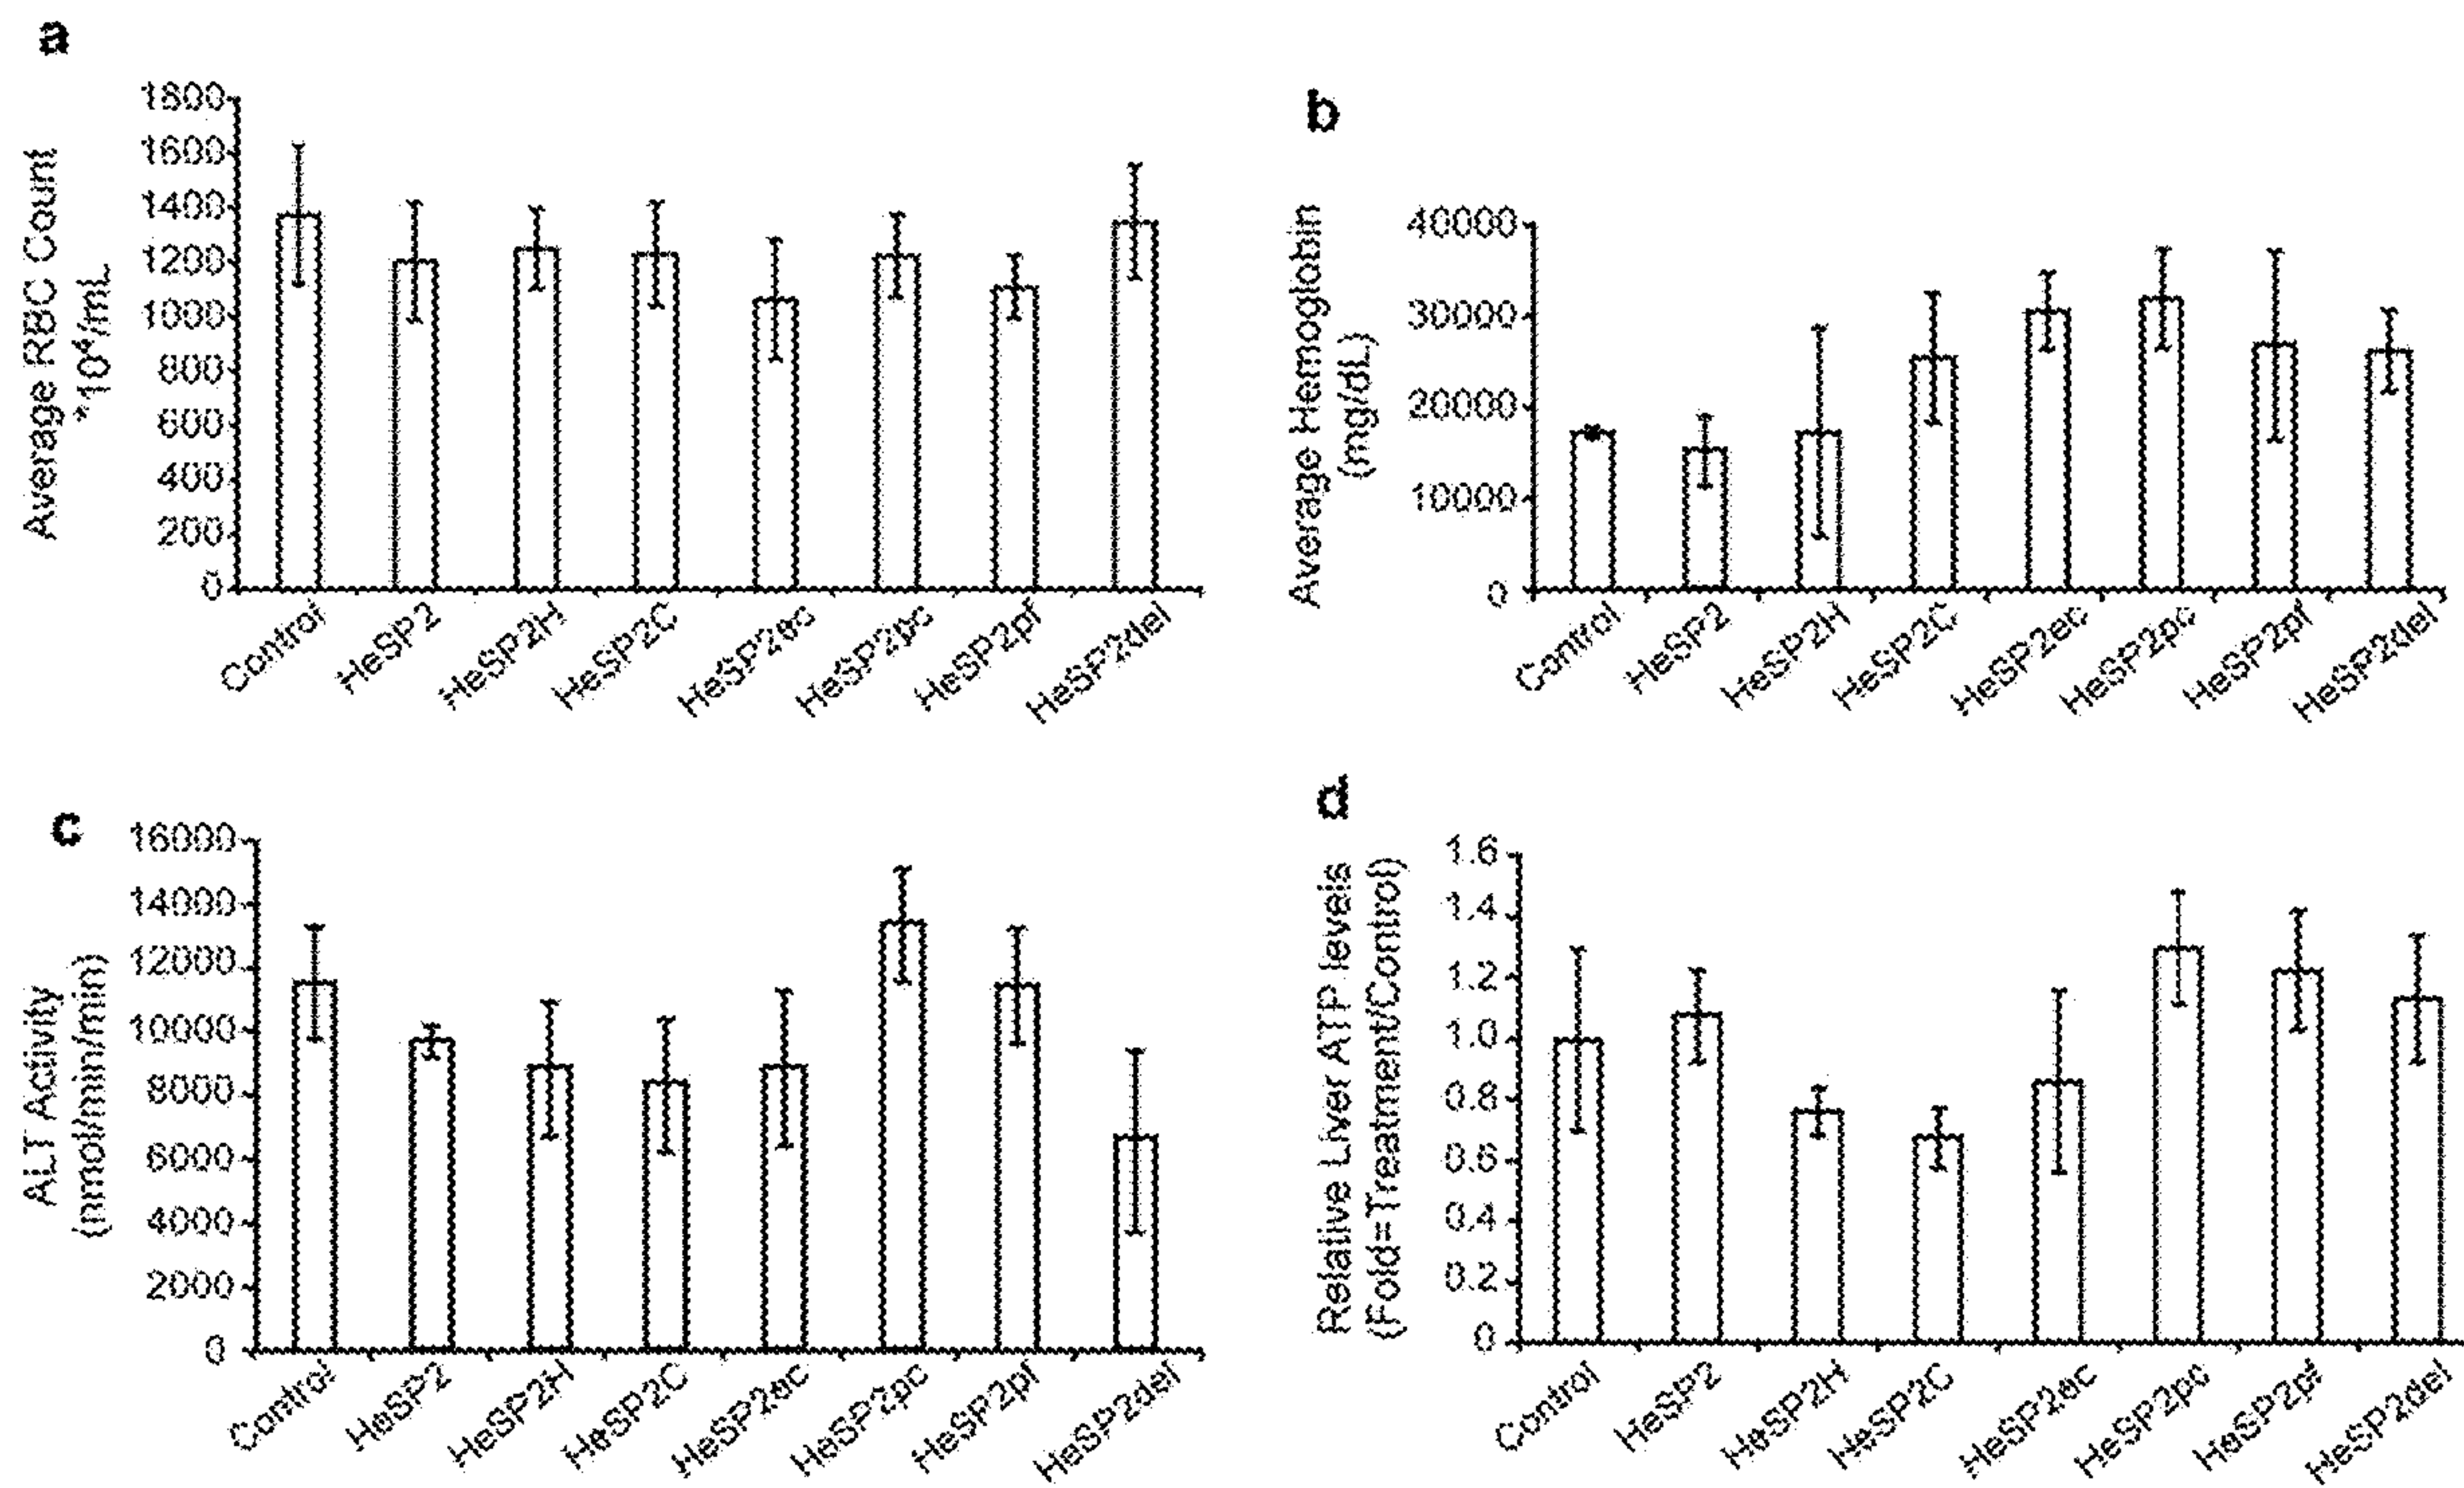 a
Average RBC Count
*10⁴/mL
1800
1600
1400
1200
1000
800
600
400
200
0
Control
HeSP2
HeSP2H
HeSP2C
HeSP2ec
HeSP2pc
HeSP2pf
HeSP2del
b
Average Hemoglobin
(mg/dL)
40000
30000
20000
10000
0
Control
HeSP2
HeSP2H
HeSP2C
HeSP2ec
HeSP2pc
HeSP2pf
HeSP2del
c
ALT Activity
(nmol/min/min)
16000
14000
12000
10000
8000
6000
4000
2000
0
Control
HeSP2
HeSP2H
HeSP2C
HeSP2ec
HeSP2pc
HeSP2pf
HeSP2del
d
Relative Liver ATP levels
(Fold=Treatment/Control)
1.6
1.4
1.2
1.0
0.8
0.6
0.4
0.2
0
Control
HeSP2
HeSP2H
HeSP2C
HeSP2ec
HeSP2pc
HeSP2pf
HeSP2del